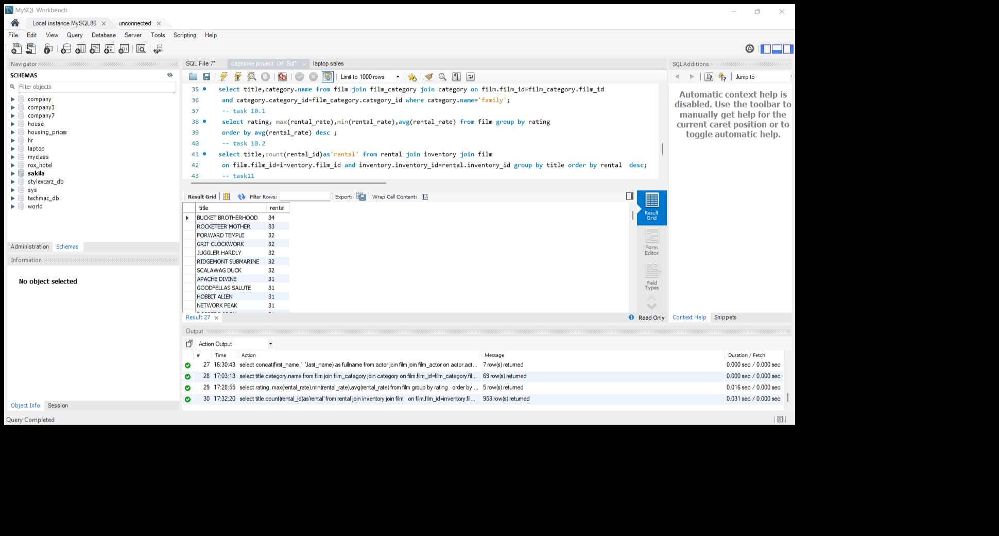 MySQL Workbench
Local instance MySQL80
unconnected
File Edit View Query Database Server Tools Scripting Help
Navigator
SCHEMAS
Filter objects
company
company3
company7
house
housing_prices
hr
laptop
myclass
rox_hotel
sakila
stylexcarz_db
sys
techmac_db
world
Administration Schemas
Information
No object selected
Object Info Session
Query Completed
SQL File 7* capstone project OF Sql* laptop sales
Limit to 1000 rows
35 select title,category.name from film join film_category join category on film.film_id=film_category.film_id
36 and category.category_id=film_category.category_id where category.name='family';
37 -- task 10.1
38 select rating, max(rental_rate),min(rental_rate),avg(rental_rate) from film group by rating
39 order by avg(rental_rate) desc ;
40 -- task 10.2
41 select title,count(rental_id)as'rental' from rental join inventory join film
42 on film.film_id=inventory.film_id and inventory.inventory_id=rental.inventory_id group by title order by rental desc;
43 -- task11
Result Grid Filter Rows: Export: Wrap Cell Content:
title rental
BUCKET BROTHERHOOD 34
ROCKETEER MOTHER 33
FORWARD TEMPLE 32
GRIT CLOCKWORK 32
JUGGLER HARDLY 32
RIDGEMONT SUBMARINE 32
SCALAWAG DUCK 32
APACHE DIVINE 31
GOODFELLAS SALUTE 31
HOBBIT ALIEN 31
NETWORK PEAK 31
Result
Grid
Form
Editor
Field
Types
Result 27
Read Only
Output
Action Output
# Time Action Message Duration / Fetch
27 16:30:43 select concat(first_name,' ',last_name) as fullname from actor join film join film_actor on actor.act... 7 row(s) returned 0.000 sec / 0.000 sec
28 17:03:13 select title,category.name from film join film_category join category on film.film_id=film_category.fil... 69 row(s) returned 0.000 sec / 0.000 sec
29 17:28:55 select rating, max(rental_rate),min(rental_rate),avg(rental_rate) from film group by rating order by ... 5 row(s) returned 0.016 sec / 0.000 sec
30 17:32:20 select title,count(rental_id)as'rental' from rental join inventory join film on film.film_id=inventory.fil... 958 row(s) returned 0.031 sec / 0.000 sec
SQLAdditions
Jump to
Automatic context help is
disabled. Use the toolbar to
manually get help for the
current caret position or to
toggle automatic help.
Context Help Snippets